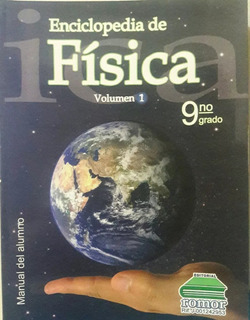 Enciclopedia de
Física
Volumen 1
9no
grado
Manual del alumno
EDITORIAL
romor